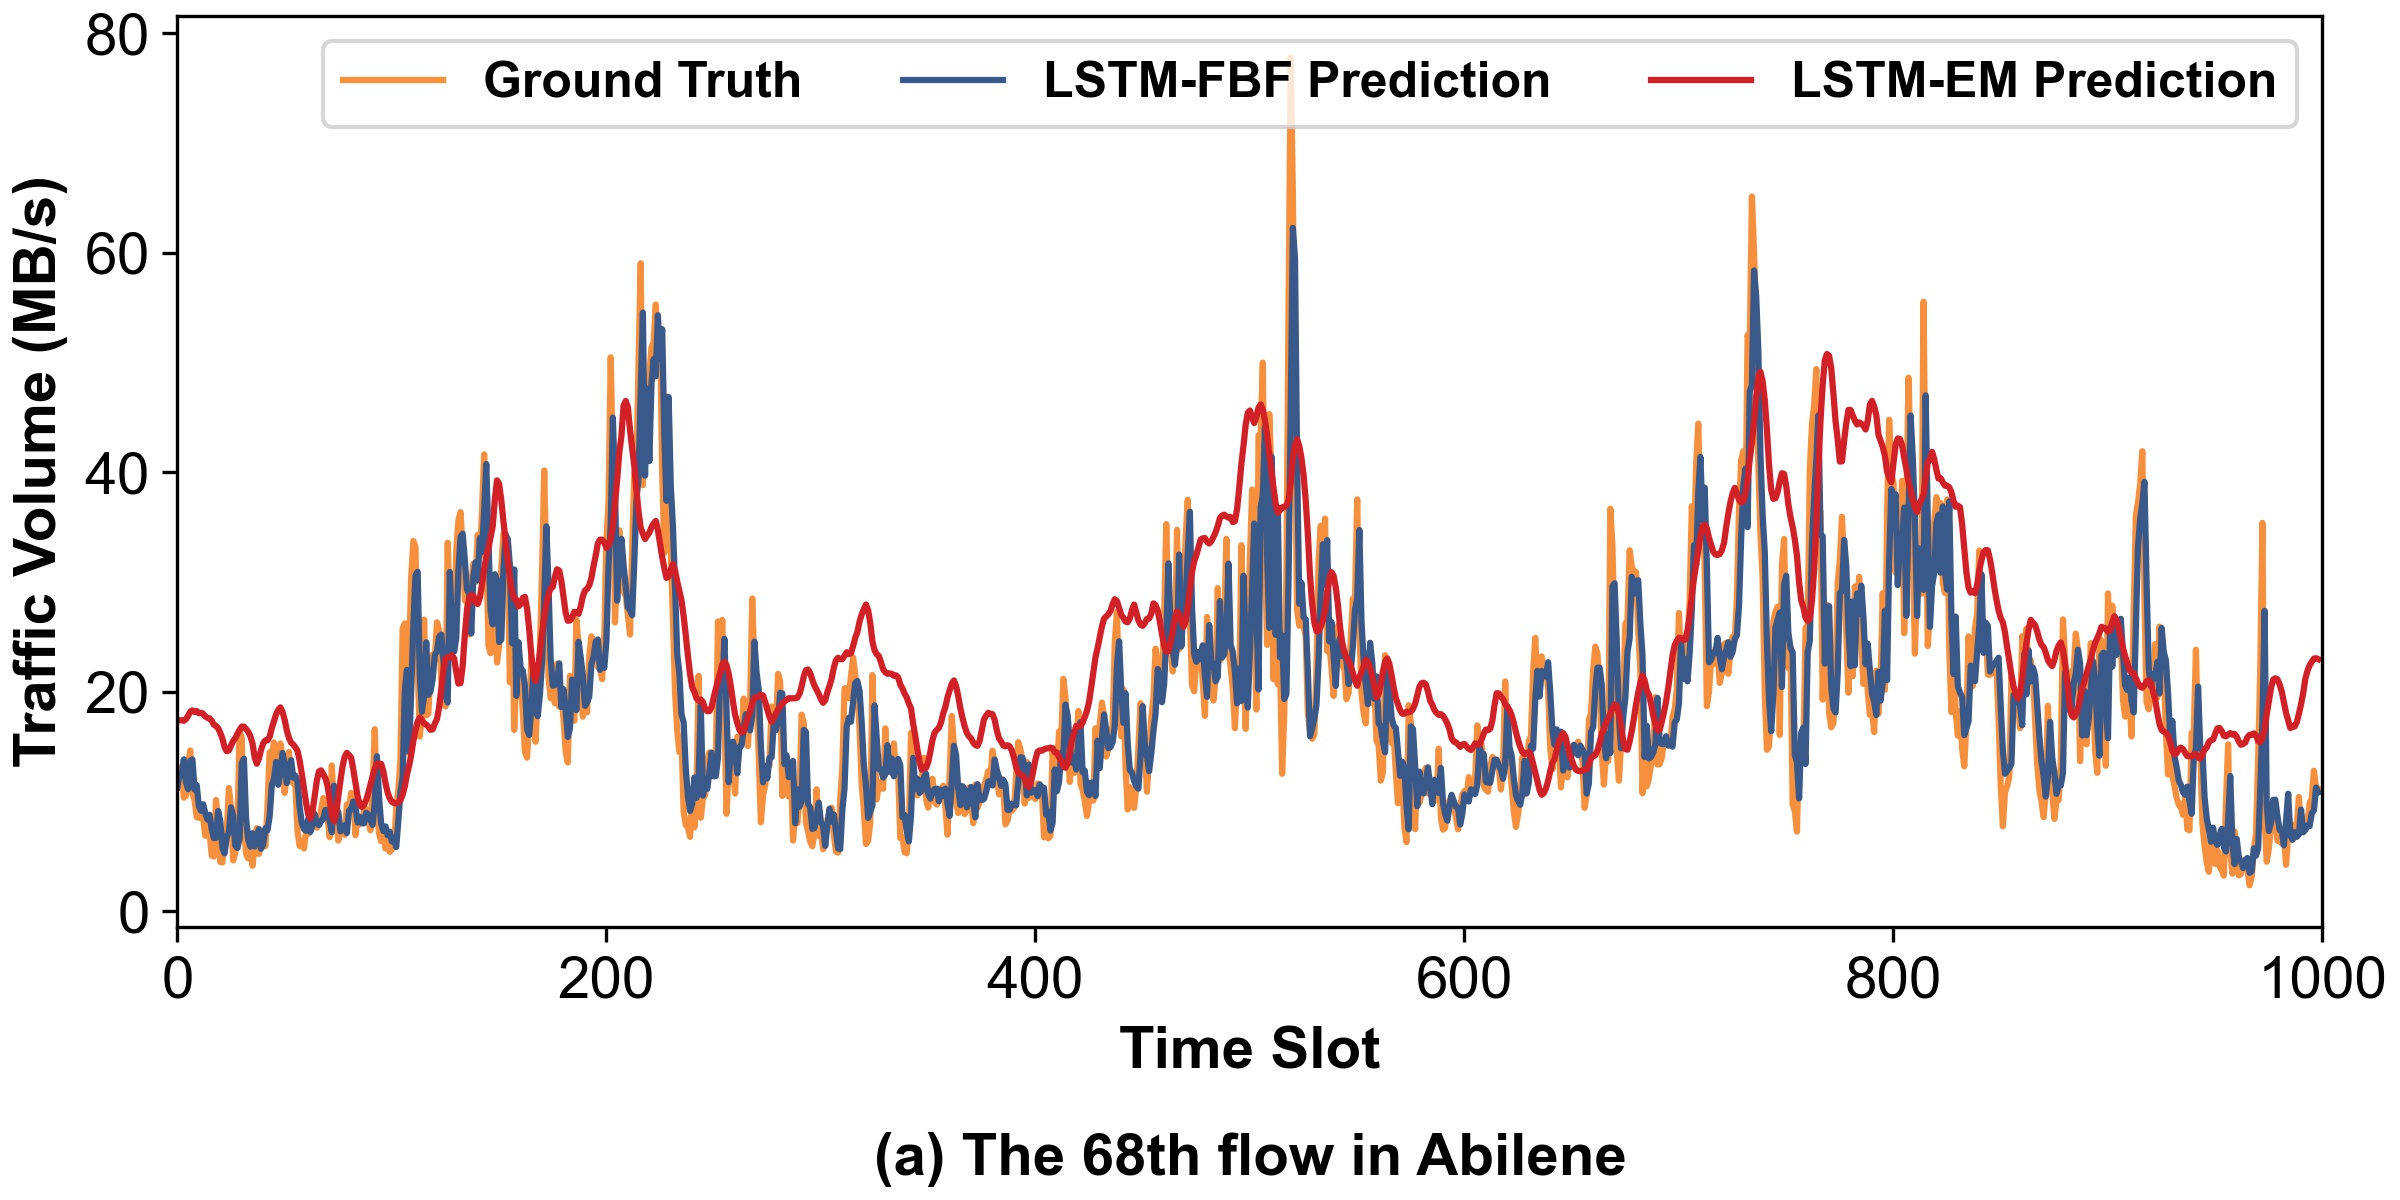 80
Ground Truth LSTM-FBF Prediction LSTM-EM Prediction
60
40
20
0
Traffic Volume (MB/s)
0 200 400 600 800 1000
Time Slot
(a) The 68th flow in Abilene